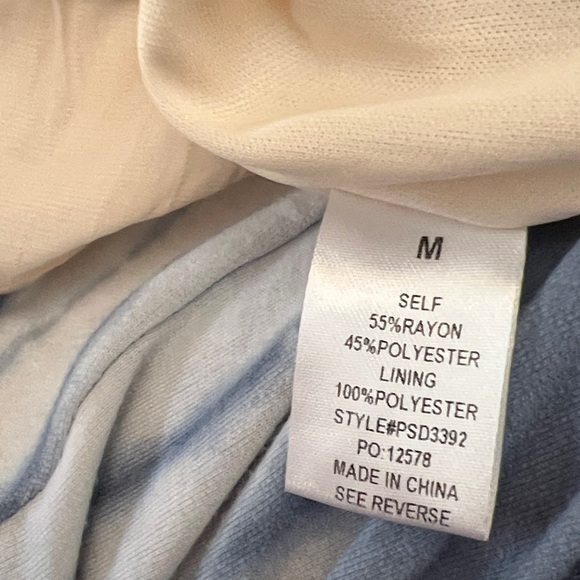 M
SELF
55%RAYON
45%POLYESTER
LINING
100%POLYESTER
STYLE#PSD3392
PO:12578
MADE IN CHINA
SEE REVERSE